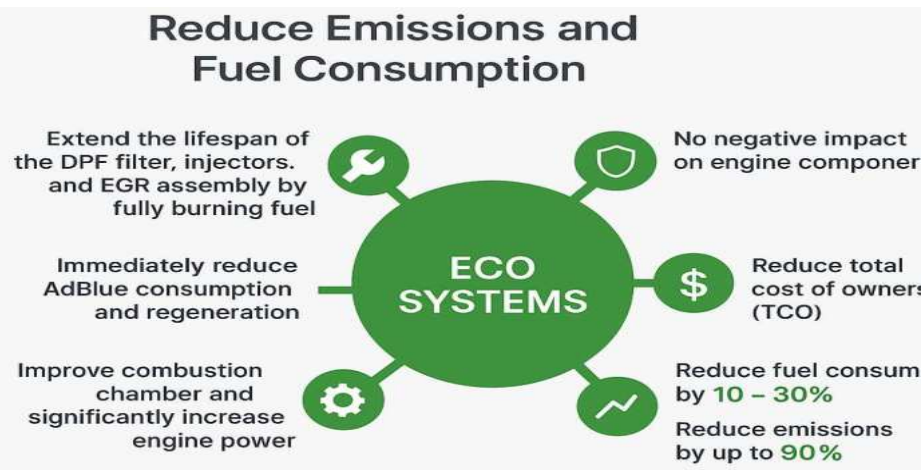 Reduce Emissions and
Fuel Consumption
Extend the lifespan of
the DPF filter, injectors.
and EGR assembly by
fully burning fuel
No negative impact
on engine
Immediately reduce
AdBlue consumption
and regeneration
ECO
SYSTEMS
$
Reduce total
cost of
(TCO)
Improve combustion
chamber and
significantly increase
engine power
Reduce fuel
by 10 – 30%
Reduce emissions
by up to 90%